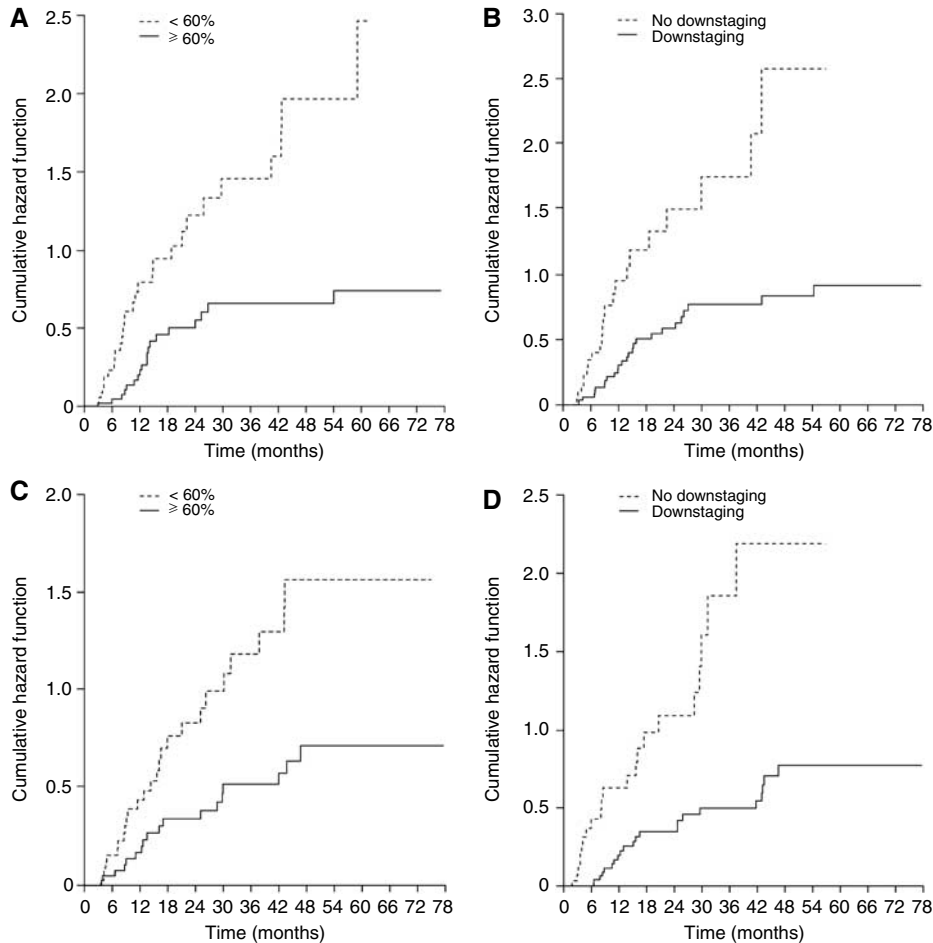 A
< 60%
⩾ 60%
Cumulative hazard function
2.5
2.0
1.5
1.0
0.5
0
0 6 12 18 24 30 36 42 48 54 60 66 72 78
Time (months)
B
No downstaging
Downstaging
Cumulative hazard function
3.0
2.5
2.0
1.5
1.0
0.5
0
0 6 12 18 24 30 36 42 48 54 60 66 72 78
Time (months)
C
< 60%
⩾ 60%
Cumulative hazard function
2.0
1.5
1.0
0.5
0
0 6 12 18 24 30 36 42 48 54 60 66 72 78
Time (months)
D
No downstaging
Downstaging
Cumulative hazard function
2.5
2.0
1.5
1.0
0.5
0
0 6 12 18 24 30 36 42 48 54 60 66 72 78
Time (months)